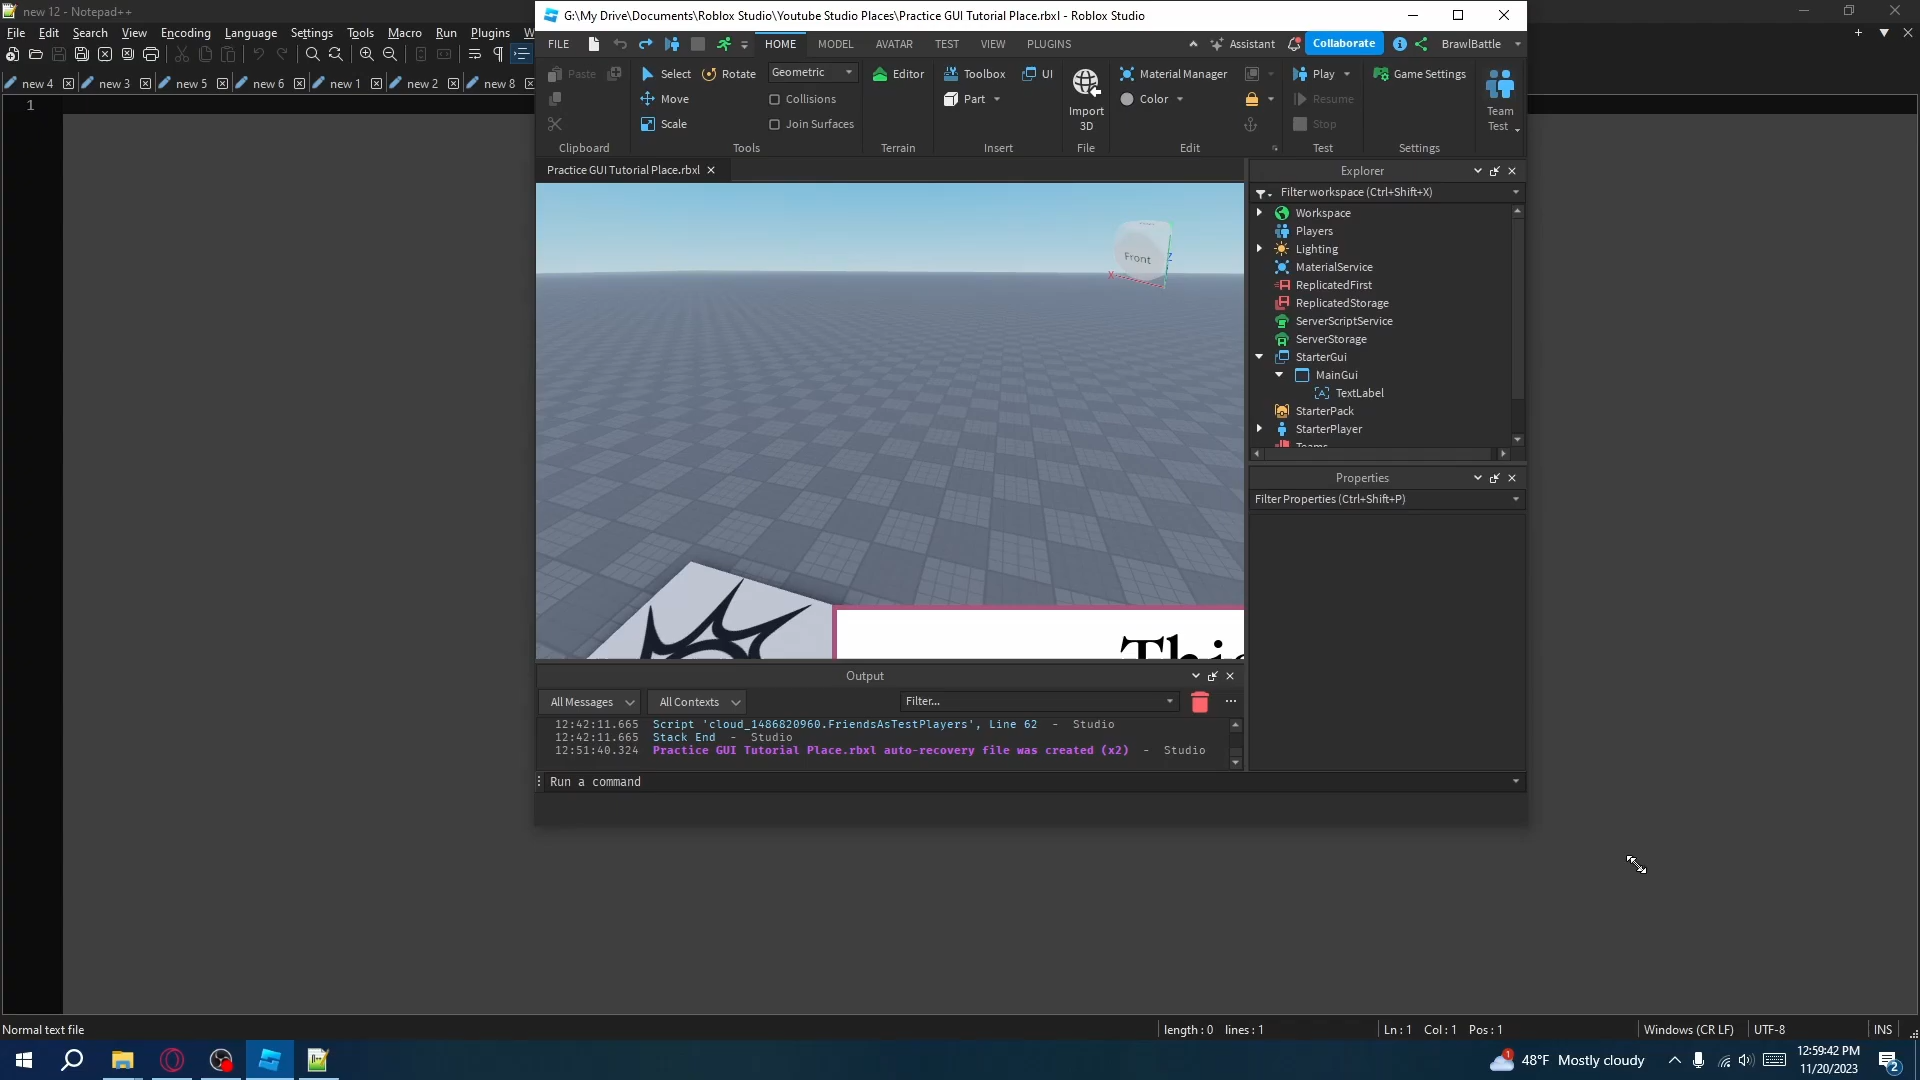 new 12 - Notepad++
File Edit Search View Encoding Language Settings Tools Macro Run Plugins
new 4 new 3 new 5 new 6 new 1 new 2 new 8
1
G:\My Drive\Documents\Roblox Studio\Youtube Studio Places\Practice GUI Tutorial Place.rbxl - Roblox Studio
FILE HOME MODEL AVATAR TEST VIEW PLUGINS Assistant Collaborate BrawlBattle
Paste Select Rotate Geometric Editor Toolbox UI Material Manager Play Game Settings
Move Collisions Part Import 3D Color Resume Team Test
Scale Join Surfaces Stop
Clipboard Tools Terrain Insert File Edit Test Settings
Practice GUI Tutorial Place.rbxl
Front
X
Z
Explorer
Filter workspace (Ctrl+Shift+X)
Workspace
Players
Lighting
MaterialService
ReplicatedFirst
ReplicatedStorage
ServerScriptService
ServerStorage
StarterGui
MainGui
TextLabel
StarterPack
StarterPlayer
Teams
Properties
Filter Properties (Ctrl+Shift+P)
Output
All Messages All Contexts Filter...
12:42:11.665 Script 'cloud_1486820960.FriendsAsTestPlayers', Line 62 - Studio
12:42:11.665 Stack End - Studio
12:51:40.324 Practice GUI Tutorial Place.rbxl auto-recovery file was created (x2) - Studio
Run a command
Normal text file length : 0 lines : 1 Ln : 1 Col : 1 Pos : 1 Windows (CR LF) UTF-8 INS
48°F Mostly cloudy
12:59:42 PM
11/20/2023
1
2